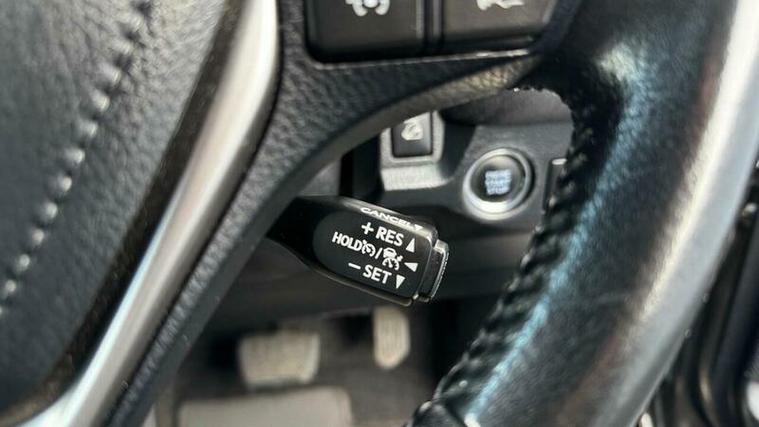 CANCEL
+ RES ▲
HOLD /
− SET ▼